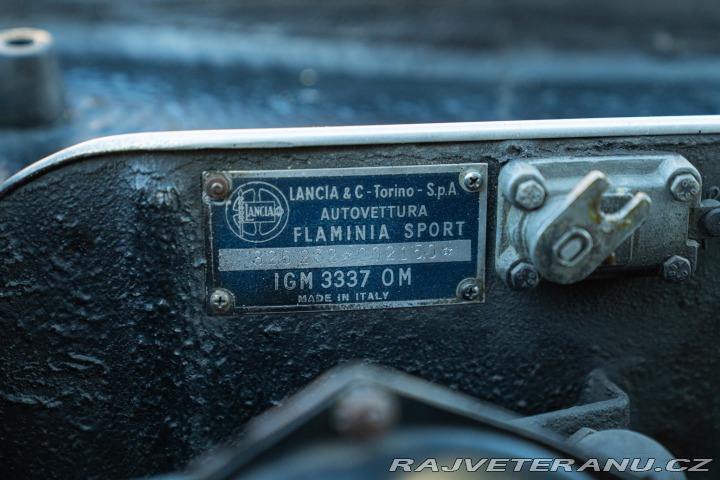 LANCIA
LANCIA & C - Torino - S.p.A.
AUTOVETTURA
FLAMINIA SPORT
IGM 3337 OM
MADE IN ITALY
RAJVETERANU.CZ